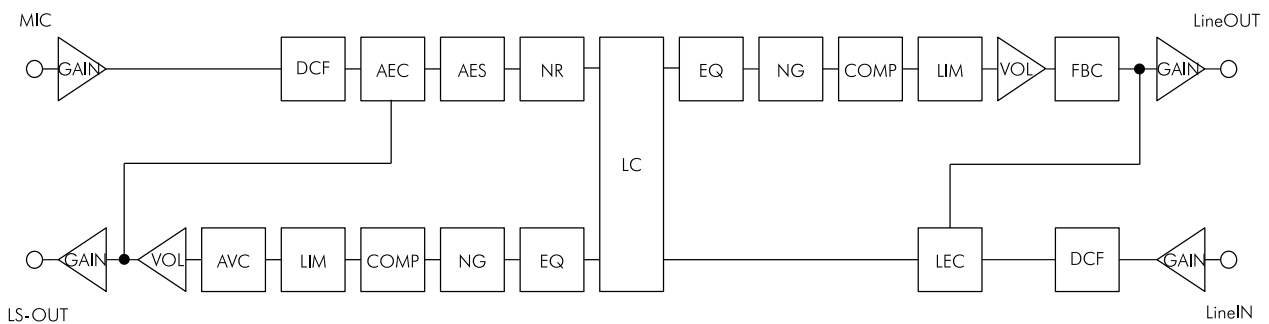 MIC
LineOUT
GAIN DCF AEC AES NR EQ NG COMP LIM VOL FBC GAIN
LC
GAIN VOL AVC LIM COMP NG EQ LEC DCF GAIN
LS-OUT
LineIN